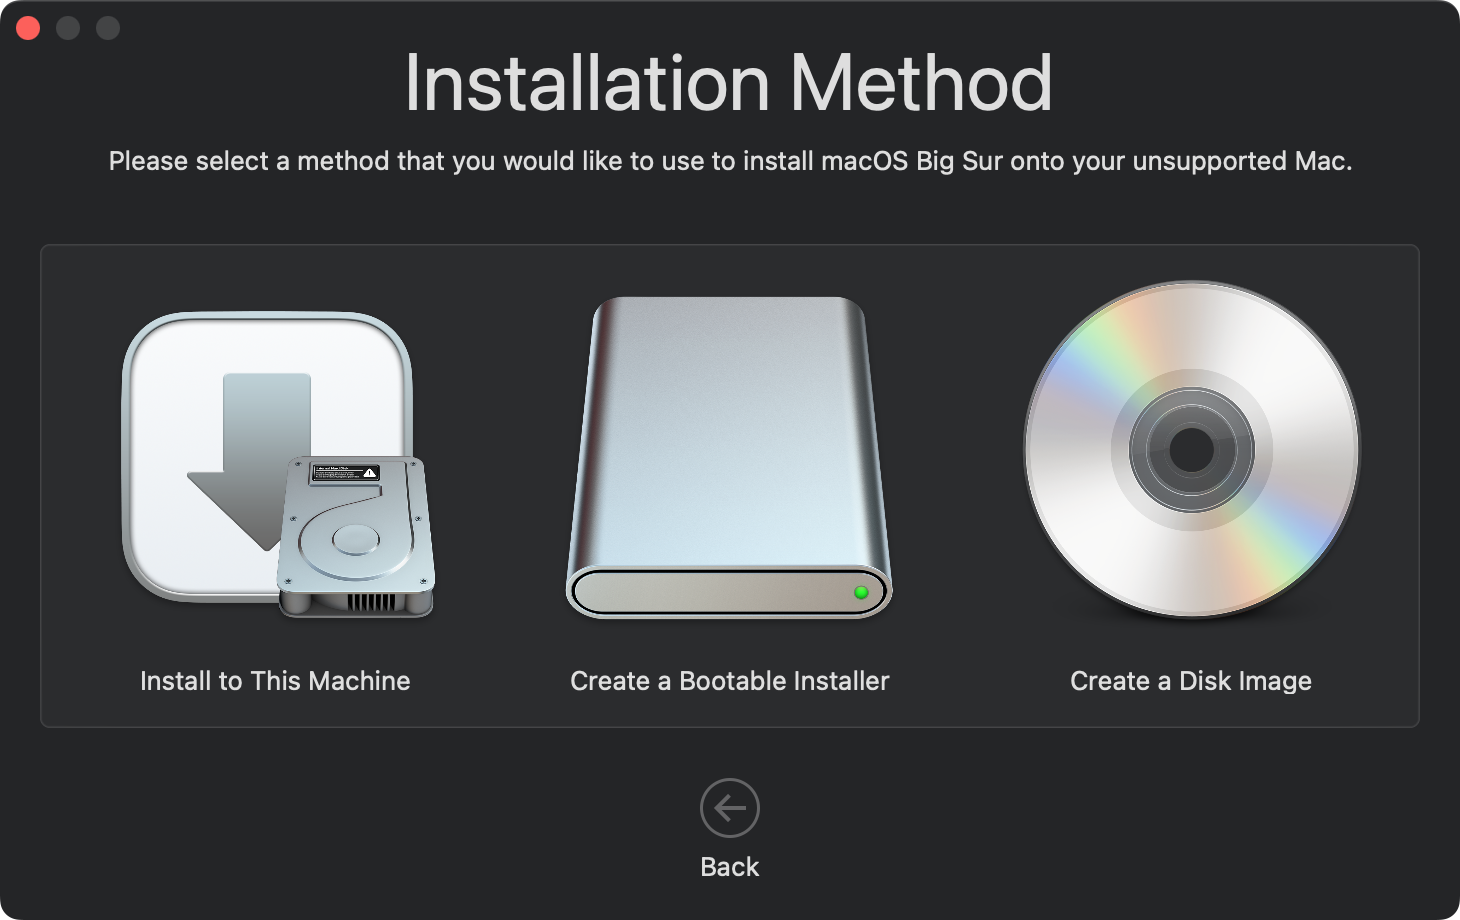 Installation Method
Please select a method that you would like to use to install macOS Big Sur onto your unsupported Mac.
Install to This Machine
Create a Bootable Installer
Create a Disk Image
Back